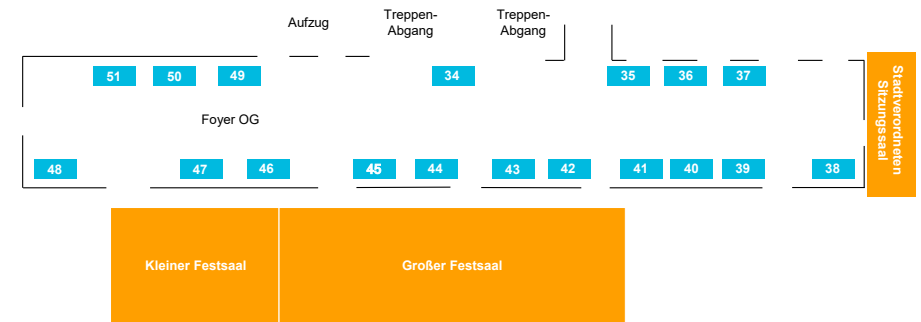 Aufzug
Treppen-
Abgang
Treppen-
Abgang
51
50
49
34
35
36
37
Stadtverordneten
Sitzungssaal
Foyer OG
48
47
46
45
44
43
42
41
40
39
38
Kleiner Festsaal
Großer Festsaal